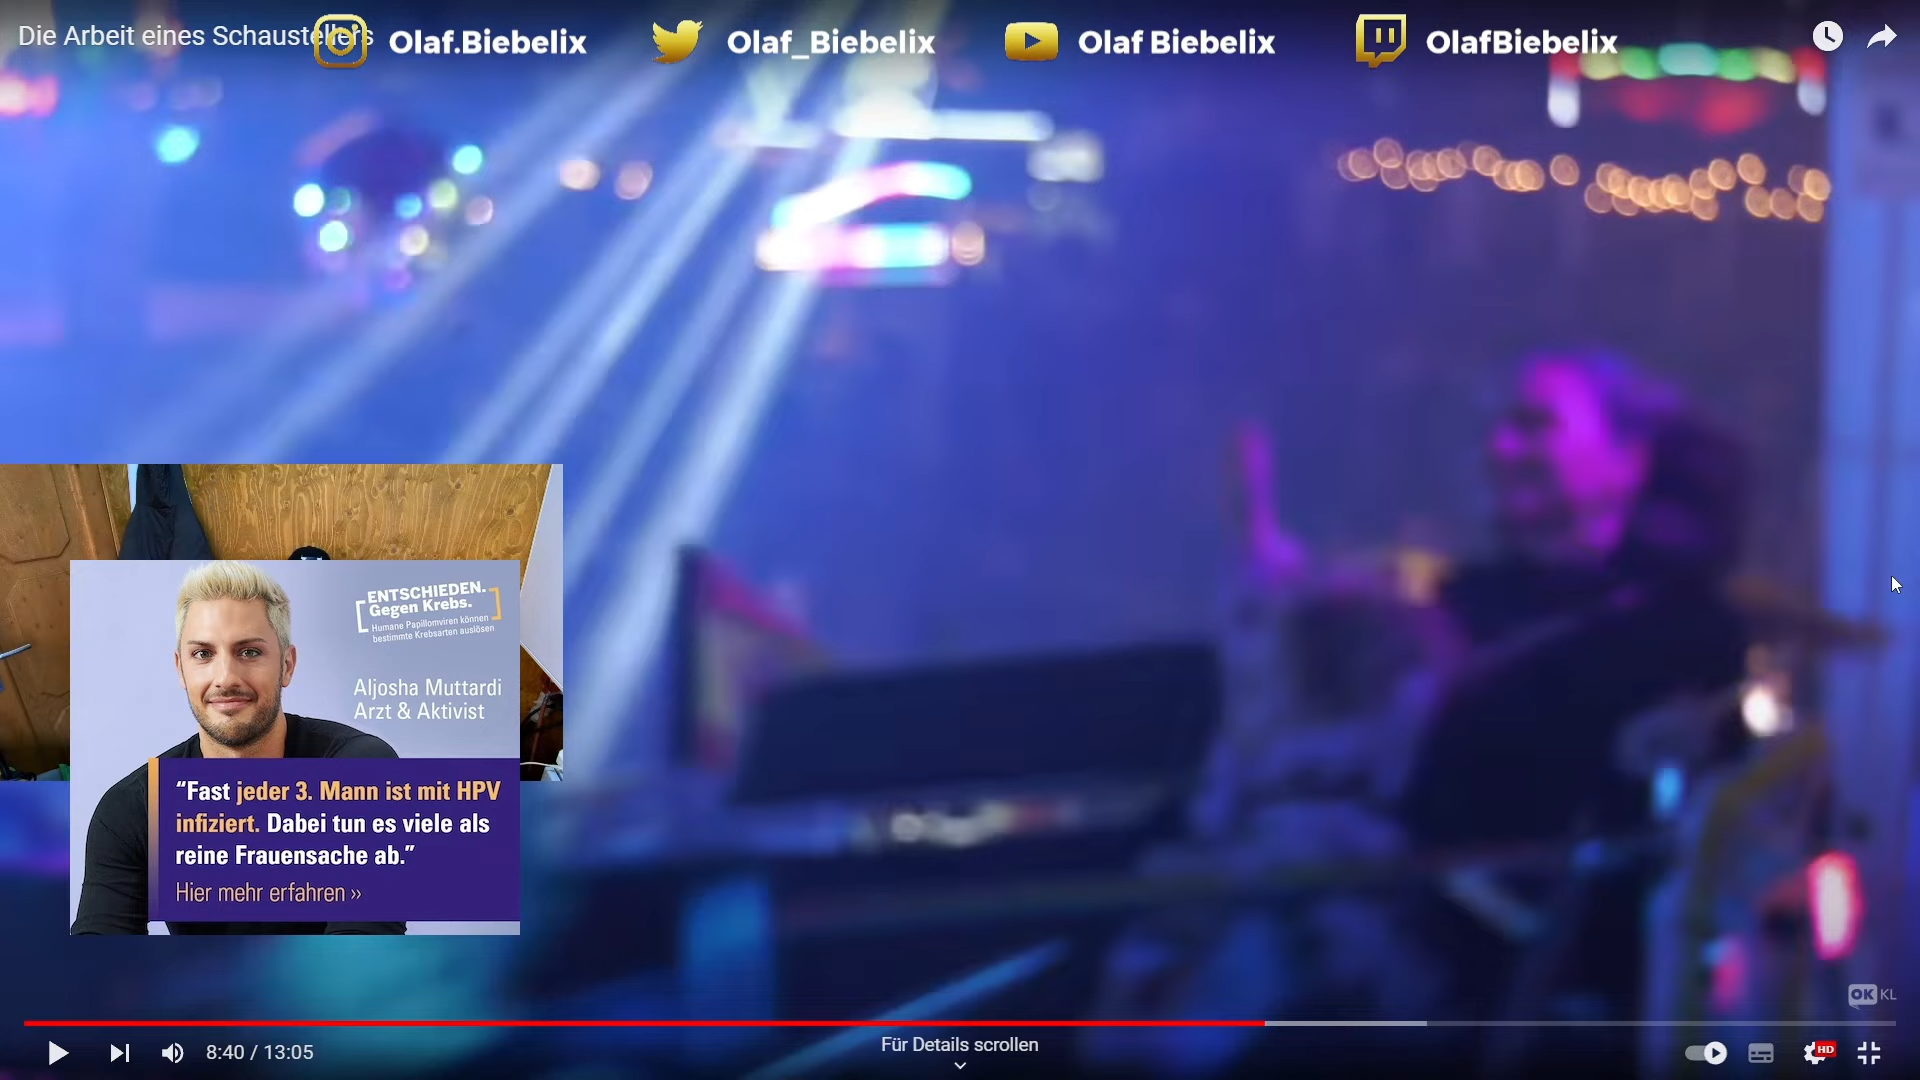 Die Arbeit eines Schaustellers
Olaf.Biebelix
Olaf_Biebelix
Olaf Biebelix
OlafBiebelix
ENTSCHIEDEN.
Gegen Krebs.
Humane Papillomviren können
bestimmte Krebsarten auslösen
Aljosha Muttardi
Arzt & Aktivist
“Fast jeder 3. Mann ist mit HPV
infiziert. Dabei tun es viele als
reine Frauensache ab.”
Hier mehr erfahren ››
OK KL
8:40 / 13:05
Für Details scrollen
HD